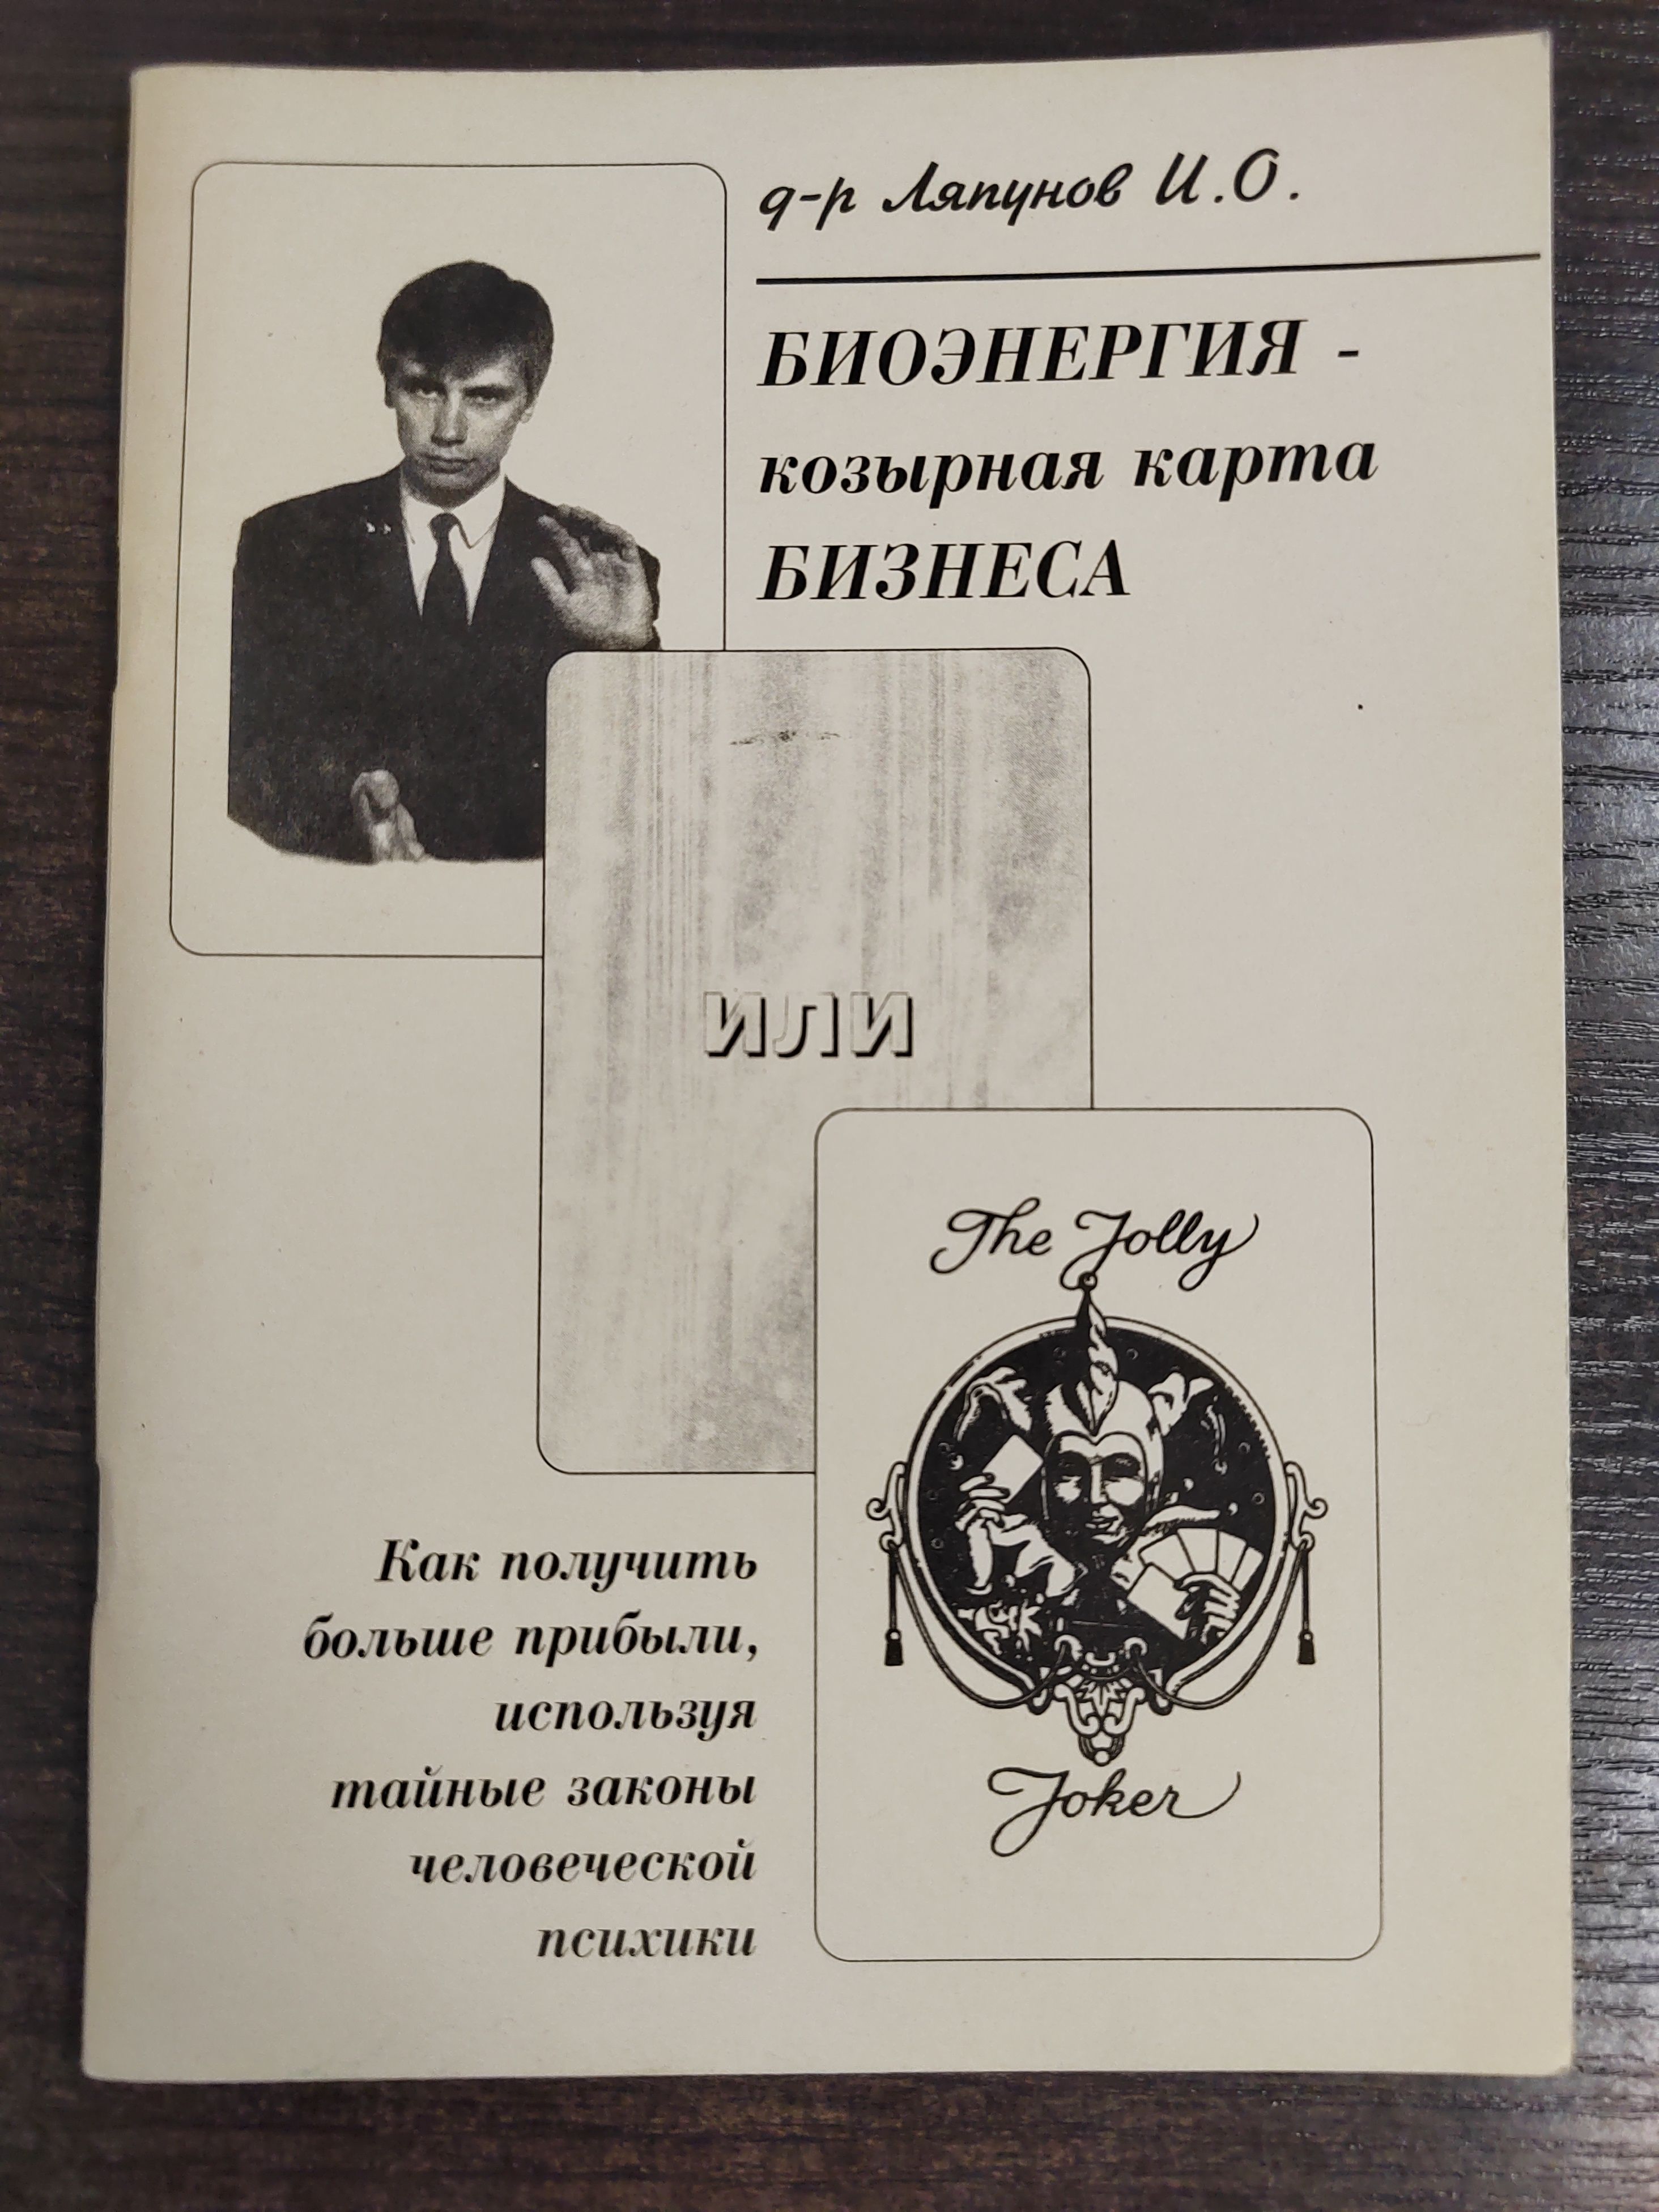 д-р Ляпунов И.О.
БИОЭНЕРГИЯ -
козырная карта
БИЗНЕСА
ИЛИ
The Jolly
Joker
Как получить
больше прибыли,
используя
тайные законы
человеческой
психики